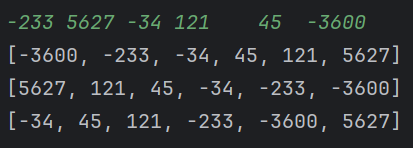 -233 5627 -34 121    45  -3600
[-3600, -233, -34, 45, 121, 5627]
[5627, 121, 45, -34, -233, -3600]
[-34, 45, 121, -233, -3600, 5627]